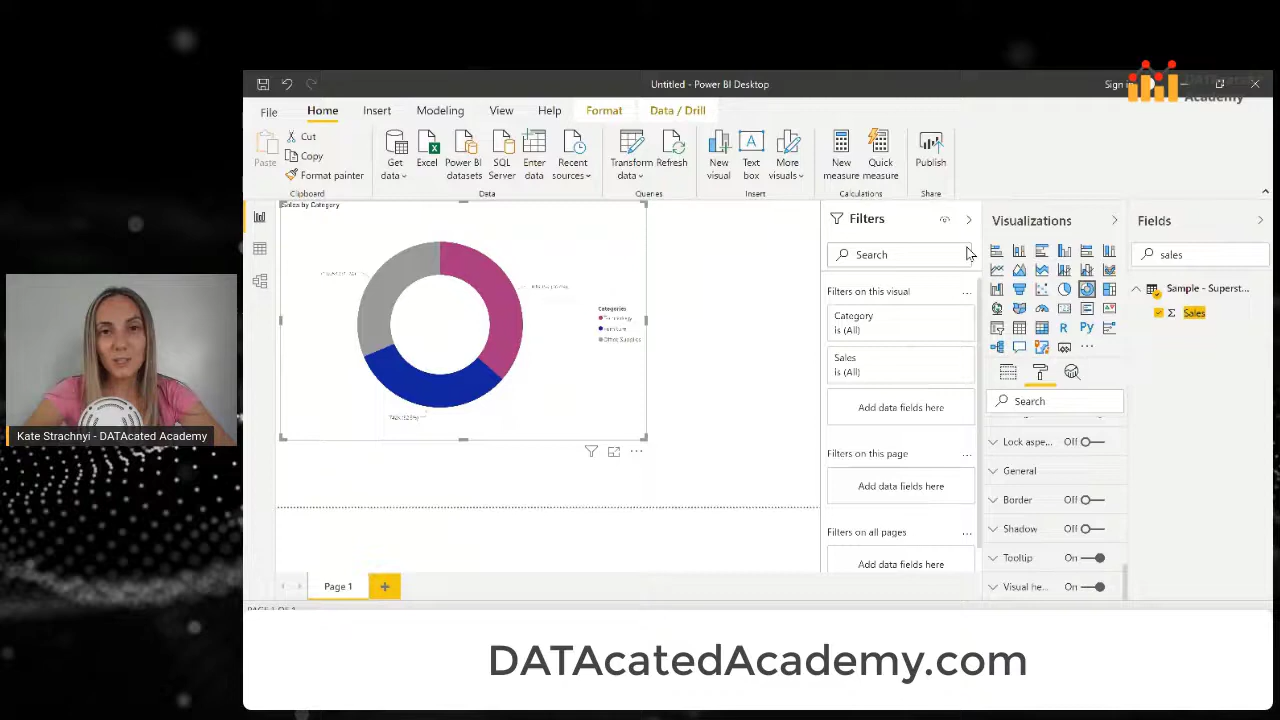 Untitled - Power BI Desktop
Sign in
Academy
File
Home
Insert
Modeling
View
Help
Format
Data / Drill
Paste
Cut
Copy
Format painter
Clipboard
Get data
Excel
Power BI datasets
SQL Server
Enter data
Recent sources
Data
Transform data
Refresh
Queries
New visual
Text box
More visuals
Insert
New measure
Quick measure
Calculations
Publish
Share
Sales by Category
Categories
Technology
Furniture
Office Supplies
Filters
Search
Filters on this visual
Category
is (All)
Sales
is (All)
Add data fields here
Filters on this page
Add data fields here
Filters on all pages
Add data fields here
Visualizations
R
Py
Search
Lock aspe... Off
General
Border Off
Shadow Off
Tooltip On
Visual he... On
Fields
sales
Sample - Superst...
Σ Sales
Page 1
Kate Strachnyi - DATAcated Academy
DATAcatedAcademy.com